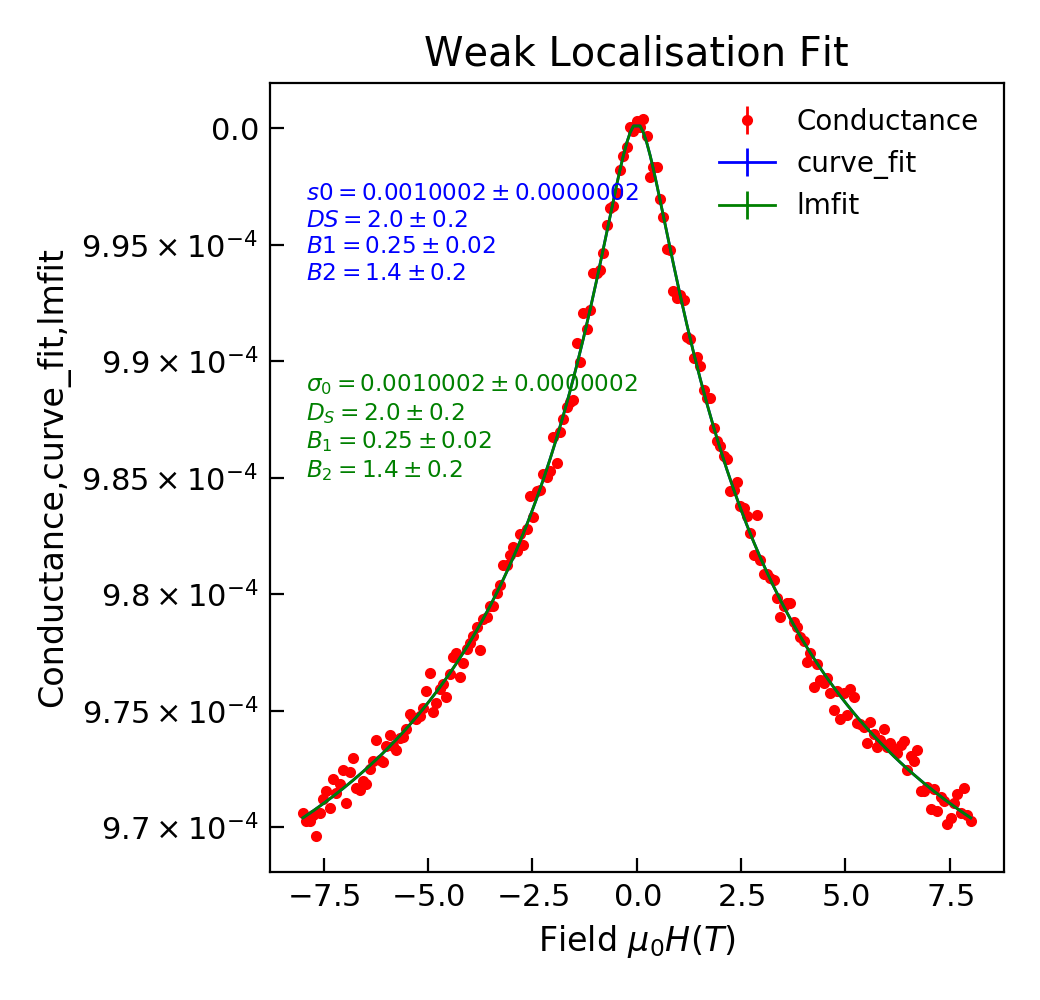 Weak Localisation Fit
Conductance
curve_fit
lmfit
s0 = 0.0010002 ± 0.0000002
DS = 2.0 ± 0.2
B1 = 0.25 ± 0.02
B2 = 1.4 ± 0.2
σ₀ = 0.0010002 ± 0.0000002
D_S = 2.0 ± 0.2
B₁ = 0.25 ± 0.02
B₂ = 1.4 ± 0.2
Conductance,curve_fit,lmfit
0.0
9.95 × 10⁻⁴
9.9 × 10⁻⁴
9.85 × 10⁻⁴
9.8 × 10⁻⁴
9.75 × 10⁻⁴
9.7 × 10⁻⁴
−7.5 −5.0 −2.5 0.0 2.5 5.0 7.5
Field μ₀H(T)